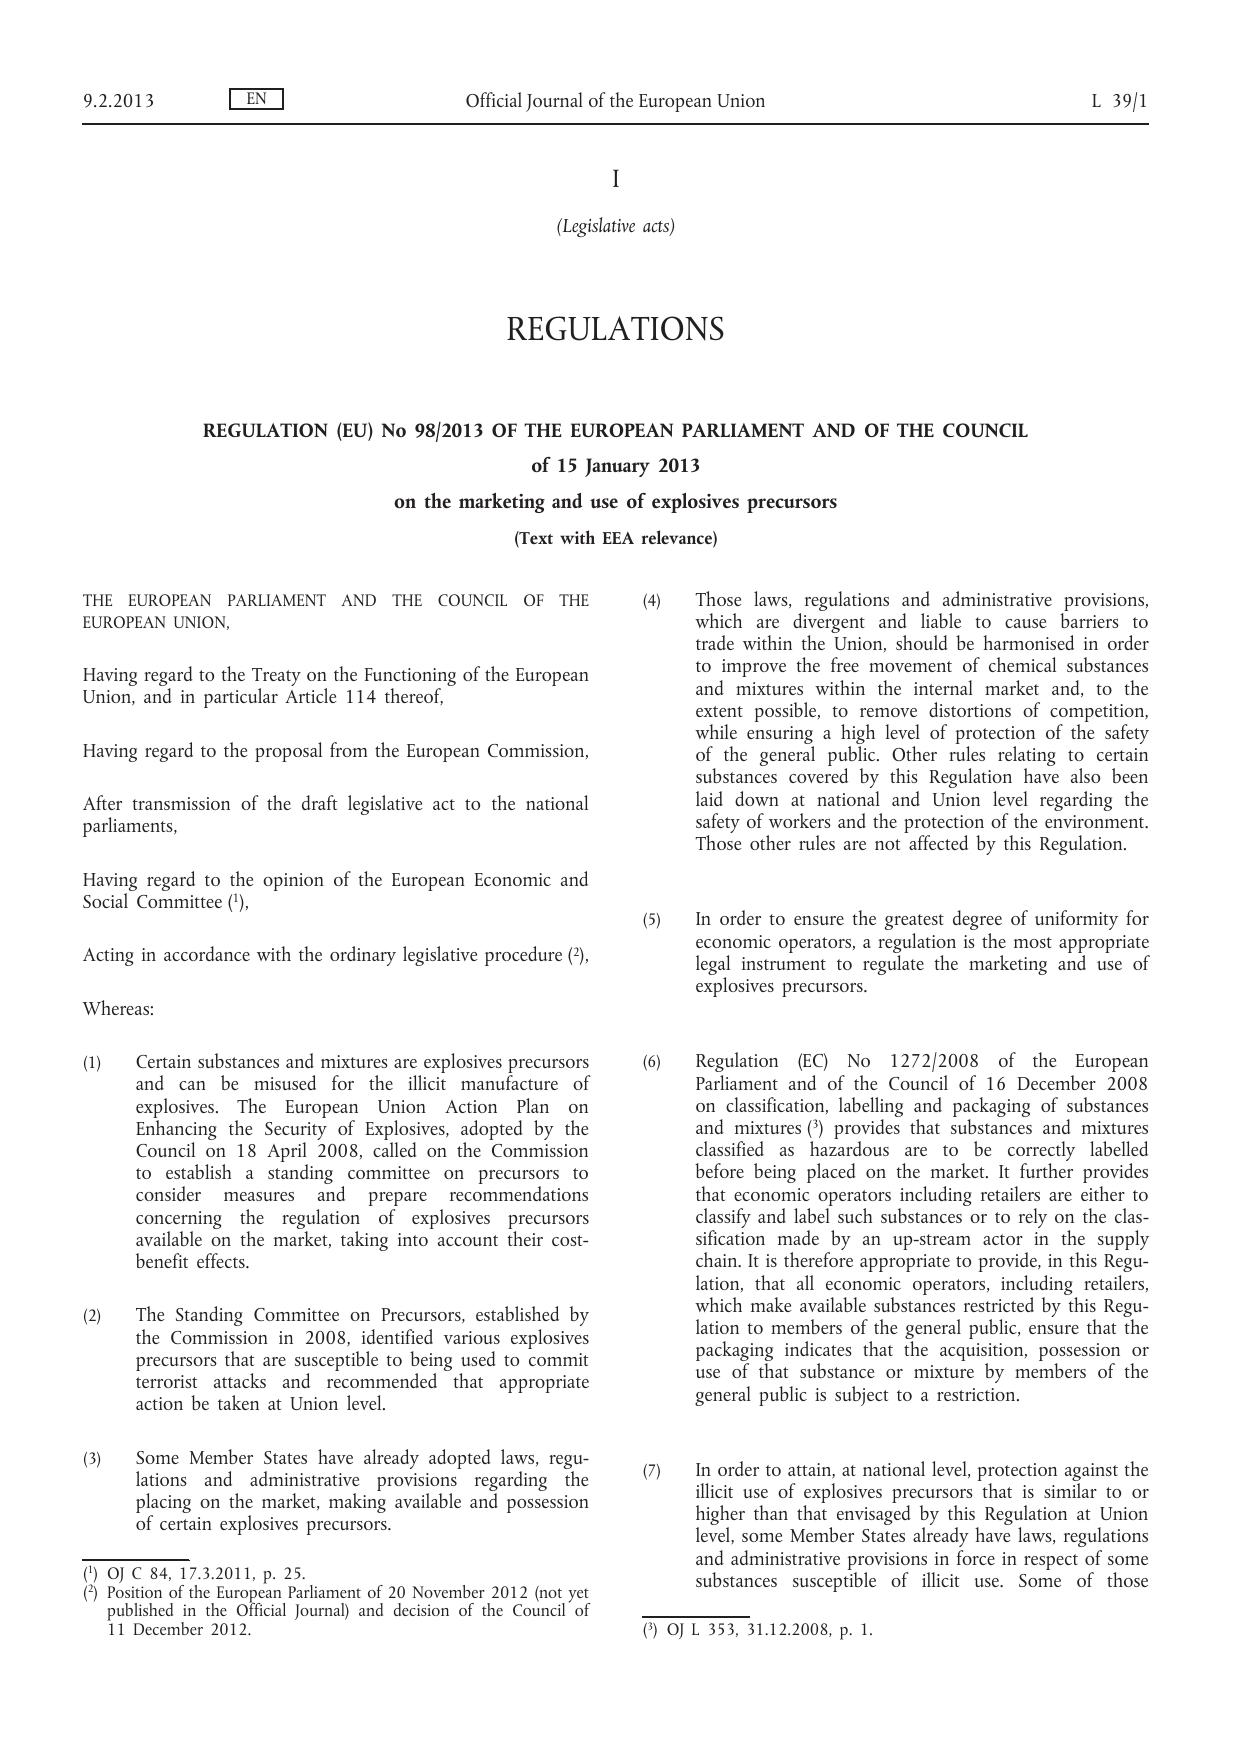 9.2.2013 EN Official Journal of the European Union L 39/1
I
(Legislative acts)
REGULATIONS
REGULATION (EU) No 98/2013 OF THE EUROPEAN PARLIAMENT AND OF THE COUNCIL
of 15 January 2013
on the marketing and use of explosives precursors
(Text with EEA relevance)
THE EUROPEAN PARLIAMENT AND THE COUNCIL OF THE
EUROPEAN UNION,
Having regard to the Treaty on the Functioning of the European
Union, and in particular Article 114 thereof,
Having regard to the proposal from the European Commission,
After transmission of the draft legislative act to the national
parliaments,
Having regard to the opinion of the European Economic and
Social Committee (1),
Acting in accordance with the ordinary legislative procedure (2),
Whereas:
(1) Certain substances and mixtures are explosives precursors
and can be misused for the illicit manufacture of
explosives. The European Union Action Plan on
Enhancing the Security of Explosives, adopted by the
Council on 18 April 2008, called on the Commission
to establish a standing committee on precursors to
consider measures and prepare recommendations
concerning the regulation of explosives precursors
available on the market, taking into account their cost-
benefit effects.
(2) The Standing Committee on Precursors, established by
the Commission in 2008, identified various explosives
precursors that are susceptible to being used to commit
terrorist attacks and recommended that appropriate
action be taken at Union level.
(3) Some Member States have already adopted laws, regu-
lations and administrative provisions regarding the
placing on the market, making available and possession
of certain explosives precursors.
(1) OJ C 84, 17.3.2011, p. 25.
(2) Position of the European Parliament of 20 November 2012 (not yet
published in the Official Journal) and decision of the Council of
11 December 2012.
(4) Those laws, regulations and administrative provisions,
which are divergent and liable to cause barriers to
trade within the Union, should be harmonised in order
to improve the free movement of chemical substances
and mixtures within the internal market and, to the
extent possible, to remove distortions of competition,
while ensuring a high level of protection of the safety
of the general public. Other rules relating to certain
substances covered by this Regulation have also been
laid down at national and Union level regarding the
safety of workers and the protection of the environment.
Those other rules are not affected by this Regulation.
(5) In order to ensure the greatest degree of uniformity for
economic operators, a regulation is the most appropriate
legal instrument to regulate the marketing and use of
explosives precursors.
(6) Regulation (EC) No 1272/2008 of the European
Parliament and of the Council of 16 December 2008
on classification, labelling and packaging of substances
and mixtures (3) provides that substances and mixtures
classified as hazardous are to be correctly labelled
before being placed on the market. It further provides
that economic operators including retailers are either to
classify and label such substances or to rely on the clas-
sification made by an up-stream actor in the supply
chain. It is therefore appropriate to provide, in this Regu-
lation, that all economic operators, including retailers,
which make available substances restricted by this Regu-
lation to members of the general public, ensure that the
packaging indicates that the acquisition, possession or
use of that substance or mixture by members of the
general public is subject to a restriction.
(7) In order to attain, at national level, protection against the
illicit use of explosives precursors that is similar to or
higher than that envisaged by this Regulation at Union
level, some Member States already have laws, regulations
and administrative provisions in force in respect of some
substances susceptible of illicit use. Some of those
(3) OJ L 353, 31.12.2008, p. 1.